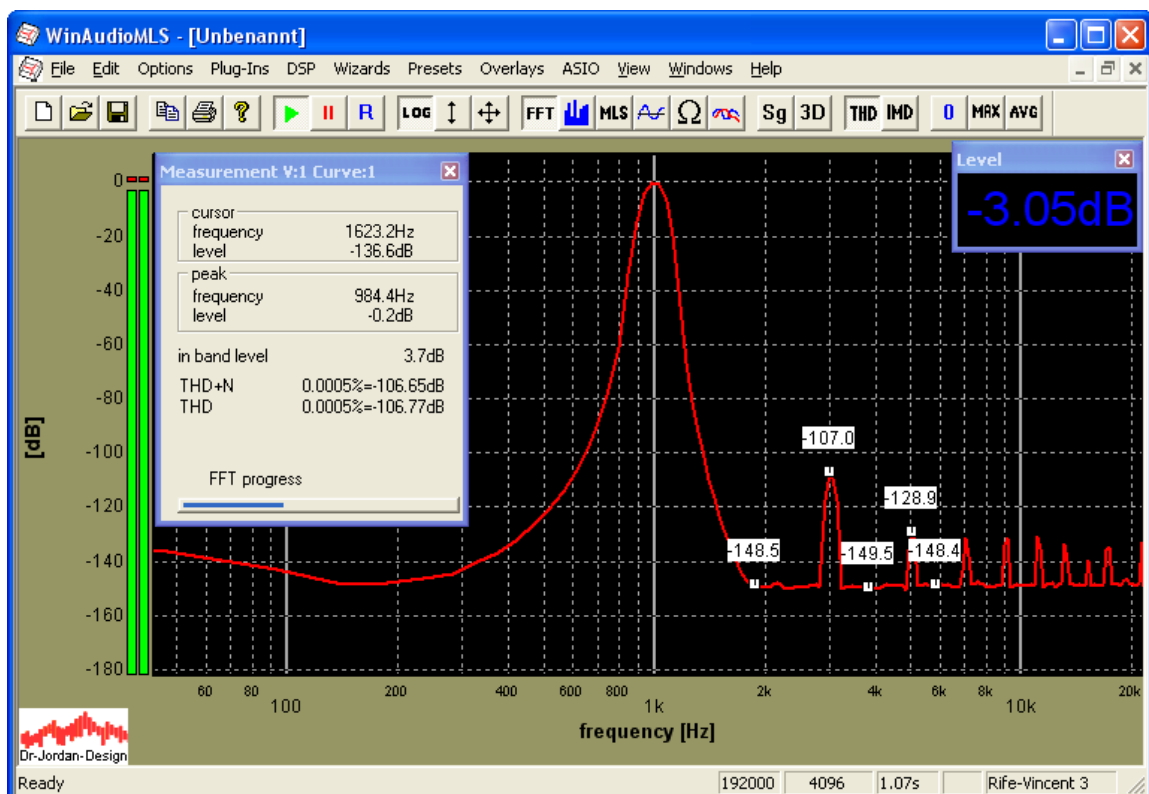 WinAudioMLS - [Unbenannt]
File Edit Options Plug-Ins DSP Wizards Presets Overlays ASIO View Windows Help
R LOG FFT MLS Ω Sg 3D THD IMD 0 MAX AVG
Measurement V:1 Curve:1
cursor
frequency 1623.2Hz
level -136.6dB
peak
frequency 984.4Hz
level -0.2dB
in band level 3.7dB
THD+N 0.0005%=-106.65dB
THD 0.0005%=-106.77dB
FFT progress
Level
-3.05dB
[dB]
0
-20
-40
-60
-80
-100
-120
-140
-160
-180
-107.0
-128.9
-148.5
-149.5
-148.4
60 80 100 200 400 600 800 1k 2k 4k 6k 8k 10k 20k
frequency [Hz]
Dr-Jordan-Design
Ready 192000 4096 1.07s Rife-Vincent 3